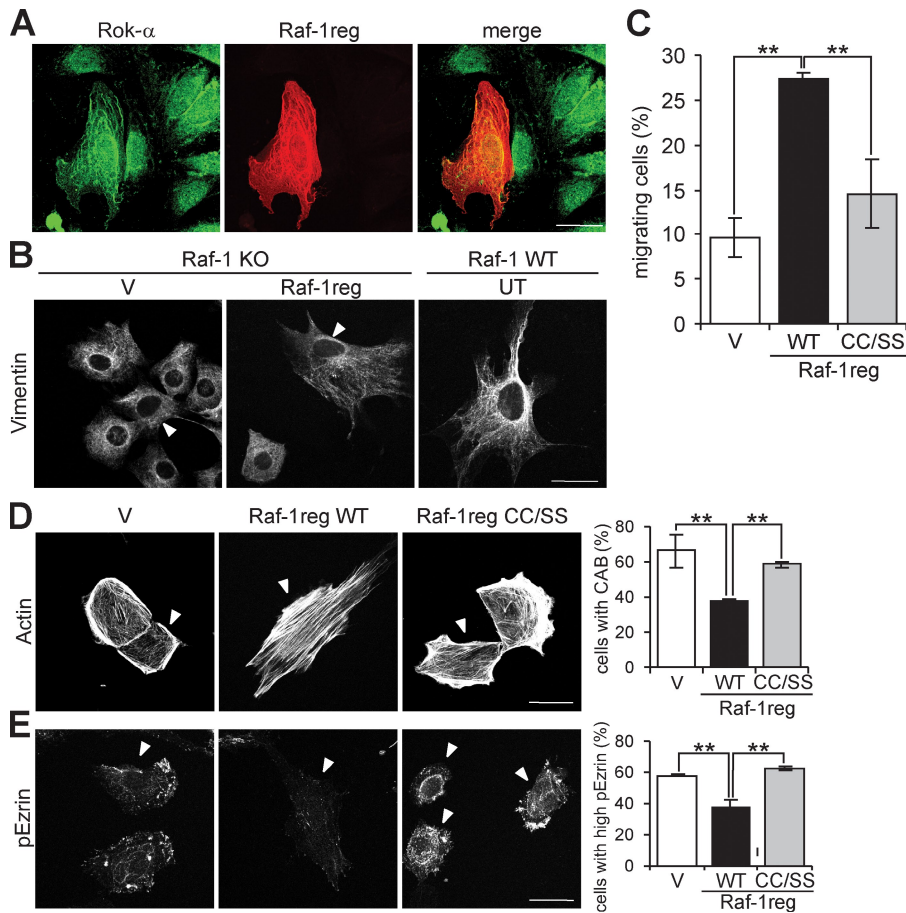 A
Rok-α
Raf-1reg
merge
B
Raf-1 KO
Raf-1 WT
V
Raf-1reg
UT
Vimentin
C
migrating cells (%)
30
25
20
15
10
5
0
**
**
V
WT
CC/SS
Raf-1reg
D
V
Raf-1reg WT
Raf-1reg CC/SS
Actin
cells with CAB (%)
80
60
40
20
0
**
**
V
WT
CC/SS
Raf-1reg
E
pEzrin
cells with high pEzrin (%)
80
60
40
20
0
**
**
V
WT
CC/SS
Raf-1reg